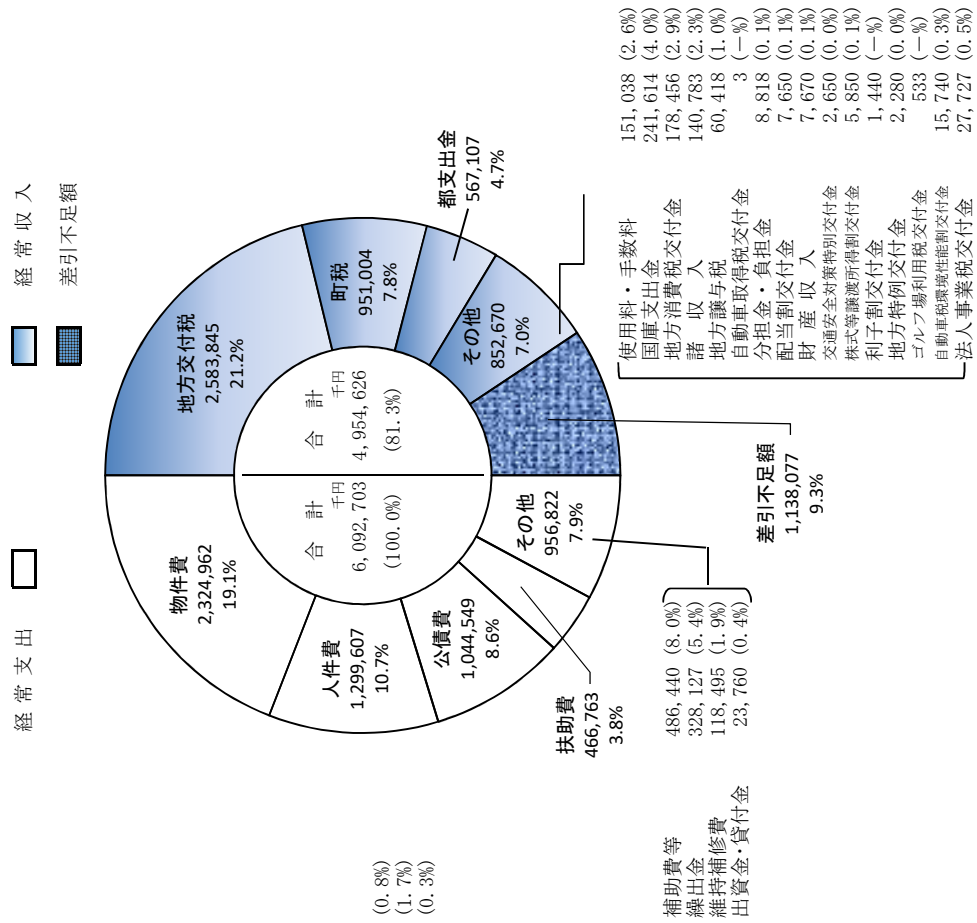 経常支出
経常収入
差引不足額
地方交付税
2,583,845
21.2%
町税
951,004
7.8%
都支出金
567,107
4.7%
その他
852,670
7.0%
差引不足額
1,138,077
9.3%
物件費
2,324,962
19.1%
人件費
1,299,607
10.7%
公債費
1,044,549
8.6%
扶助費
466,763
3.8%
その他
956,822
7.9%
合計
千円
6,092,703
(100.0%)
合計
千円
4,954,626
(81.3%)
使用料・手数料 151,038 (2.6%)
国庫支出金 241,614 (4.0%)
地方消費税交付金 178,456 (2.9%)
諸収入 140,783 (2.3%)
地方譲与税 60,418 (1.0%)
自動車取得税交付金 3 (－%)
分担金・負担金 8,818 (0.1%)
配当割交付金 7,650 (0.1%)
財産収入 7,670 (0.1%)
交通安全対策特別交付金 2,650 (0.0%)
株式等譲渡所得割交付金 5,850 (0.1%)
利子割交付金 1,440 (－%)
地方特例交付金 2,280 (0.0%)
ゴルフ場利用税交付金 533 (－%)
自動車税環境性能割交付金 15,740 (0.3%)
法人事業税交付金 27,727 (0.5%)
補助費等 486,440 (8.0%)
繰出金 328,127 (5.4%)
維持補修費 118,495 (1.9%)
出資金・貸付金 23,760 (0.4%)
(0.8%)
(1.7%)
(0.3%)